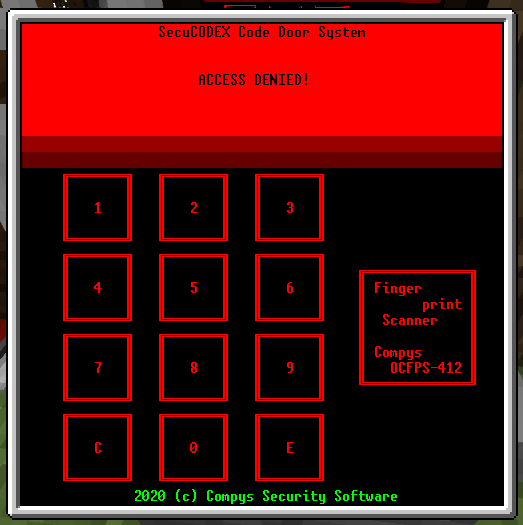 SecuCODEX Code Door System
ACCESS DENIED!
1 2 3
4 5 6
7 8 9
C 0 E
Finger
print
Scanner
Compys
OCFPS-412
2020 (c) Compys Security Software